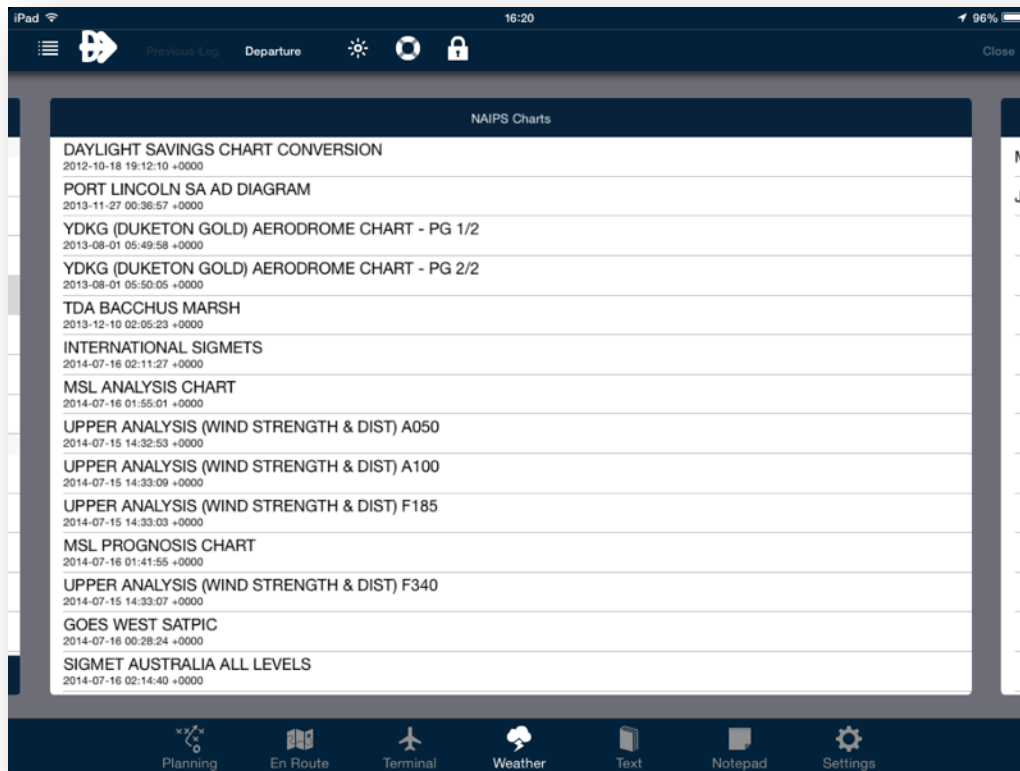 iPad 16:20 96%
Previous Leg Departure Close
NAIPS Charts
DAYLIGHT SAVINGS CHART CONVERSION
2012-10-18 19:12:10 +0000
PORT LINCOLN SA AD DIAGRAM
2013-11-27 00:36:57 +0000
YDKG (DUKETON GOLD) AERODROME CHART - PG 1/2
2013-08-01 05:49:58 +0000
YDKG (DUKETON GOLD) AERODROME CHART - PG 2/2
2013-08-01 05:50:05 +0000
TDA BACCHUS MARSH
2013-12-10 02:05:23 +0000
INTERNATIONAL SIGMETS
2014-07-16 02:11:27 +0000
MSL ANALYSIS CHART
2014-07-16 01:55:01 +0000
UPPER ANALYSIS (WIND STRENGTH & DIST) A050
2014-07-15 14:32:53 +0000
UPPER ANALYSIS (WIND STRENGTH & DIST) A100
2014-07-15 14:33:09 +0000
UPPER ANALYSIS (WIND STRENGTH & DIST) F185
2014-07-15 14:33:03 +0000
MSL PROGNOSIS CHART
2014-07-16 01:41:55 +0000
UPPER ANALYSIS (WIND STRENGTH & DIST) F340
2014-07-15 14:33:07 +0000
GOES WEST SATPIC
2014-07-16 00:28:24 +0000
SIGMET AUSTRALIA ALL LEVELS
2014-07-16 02:14:40 +0000
Planning En Route Terminal Weather Text Notepad Settings